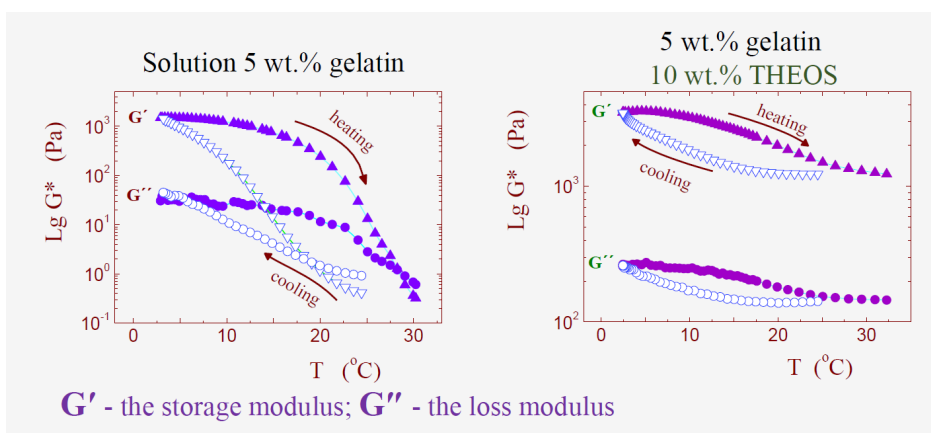 Solution 5 wt.% gelatin
G′
G″
heating
cooling
Lg G* (Pa)
10³
10²
10¹
10⁰
10⁻¹
0 10 20 30
T (°C)
5 wt.% gelatin
10 wt.% THEOS
G′
G″
heating
cooling
Lg G* (Pa)
10³
10²
0 10 20 30
T (°C)
G′ - the storage modulus; G″ - the loss modulus